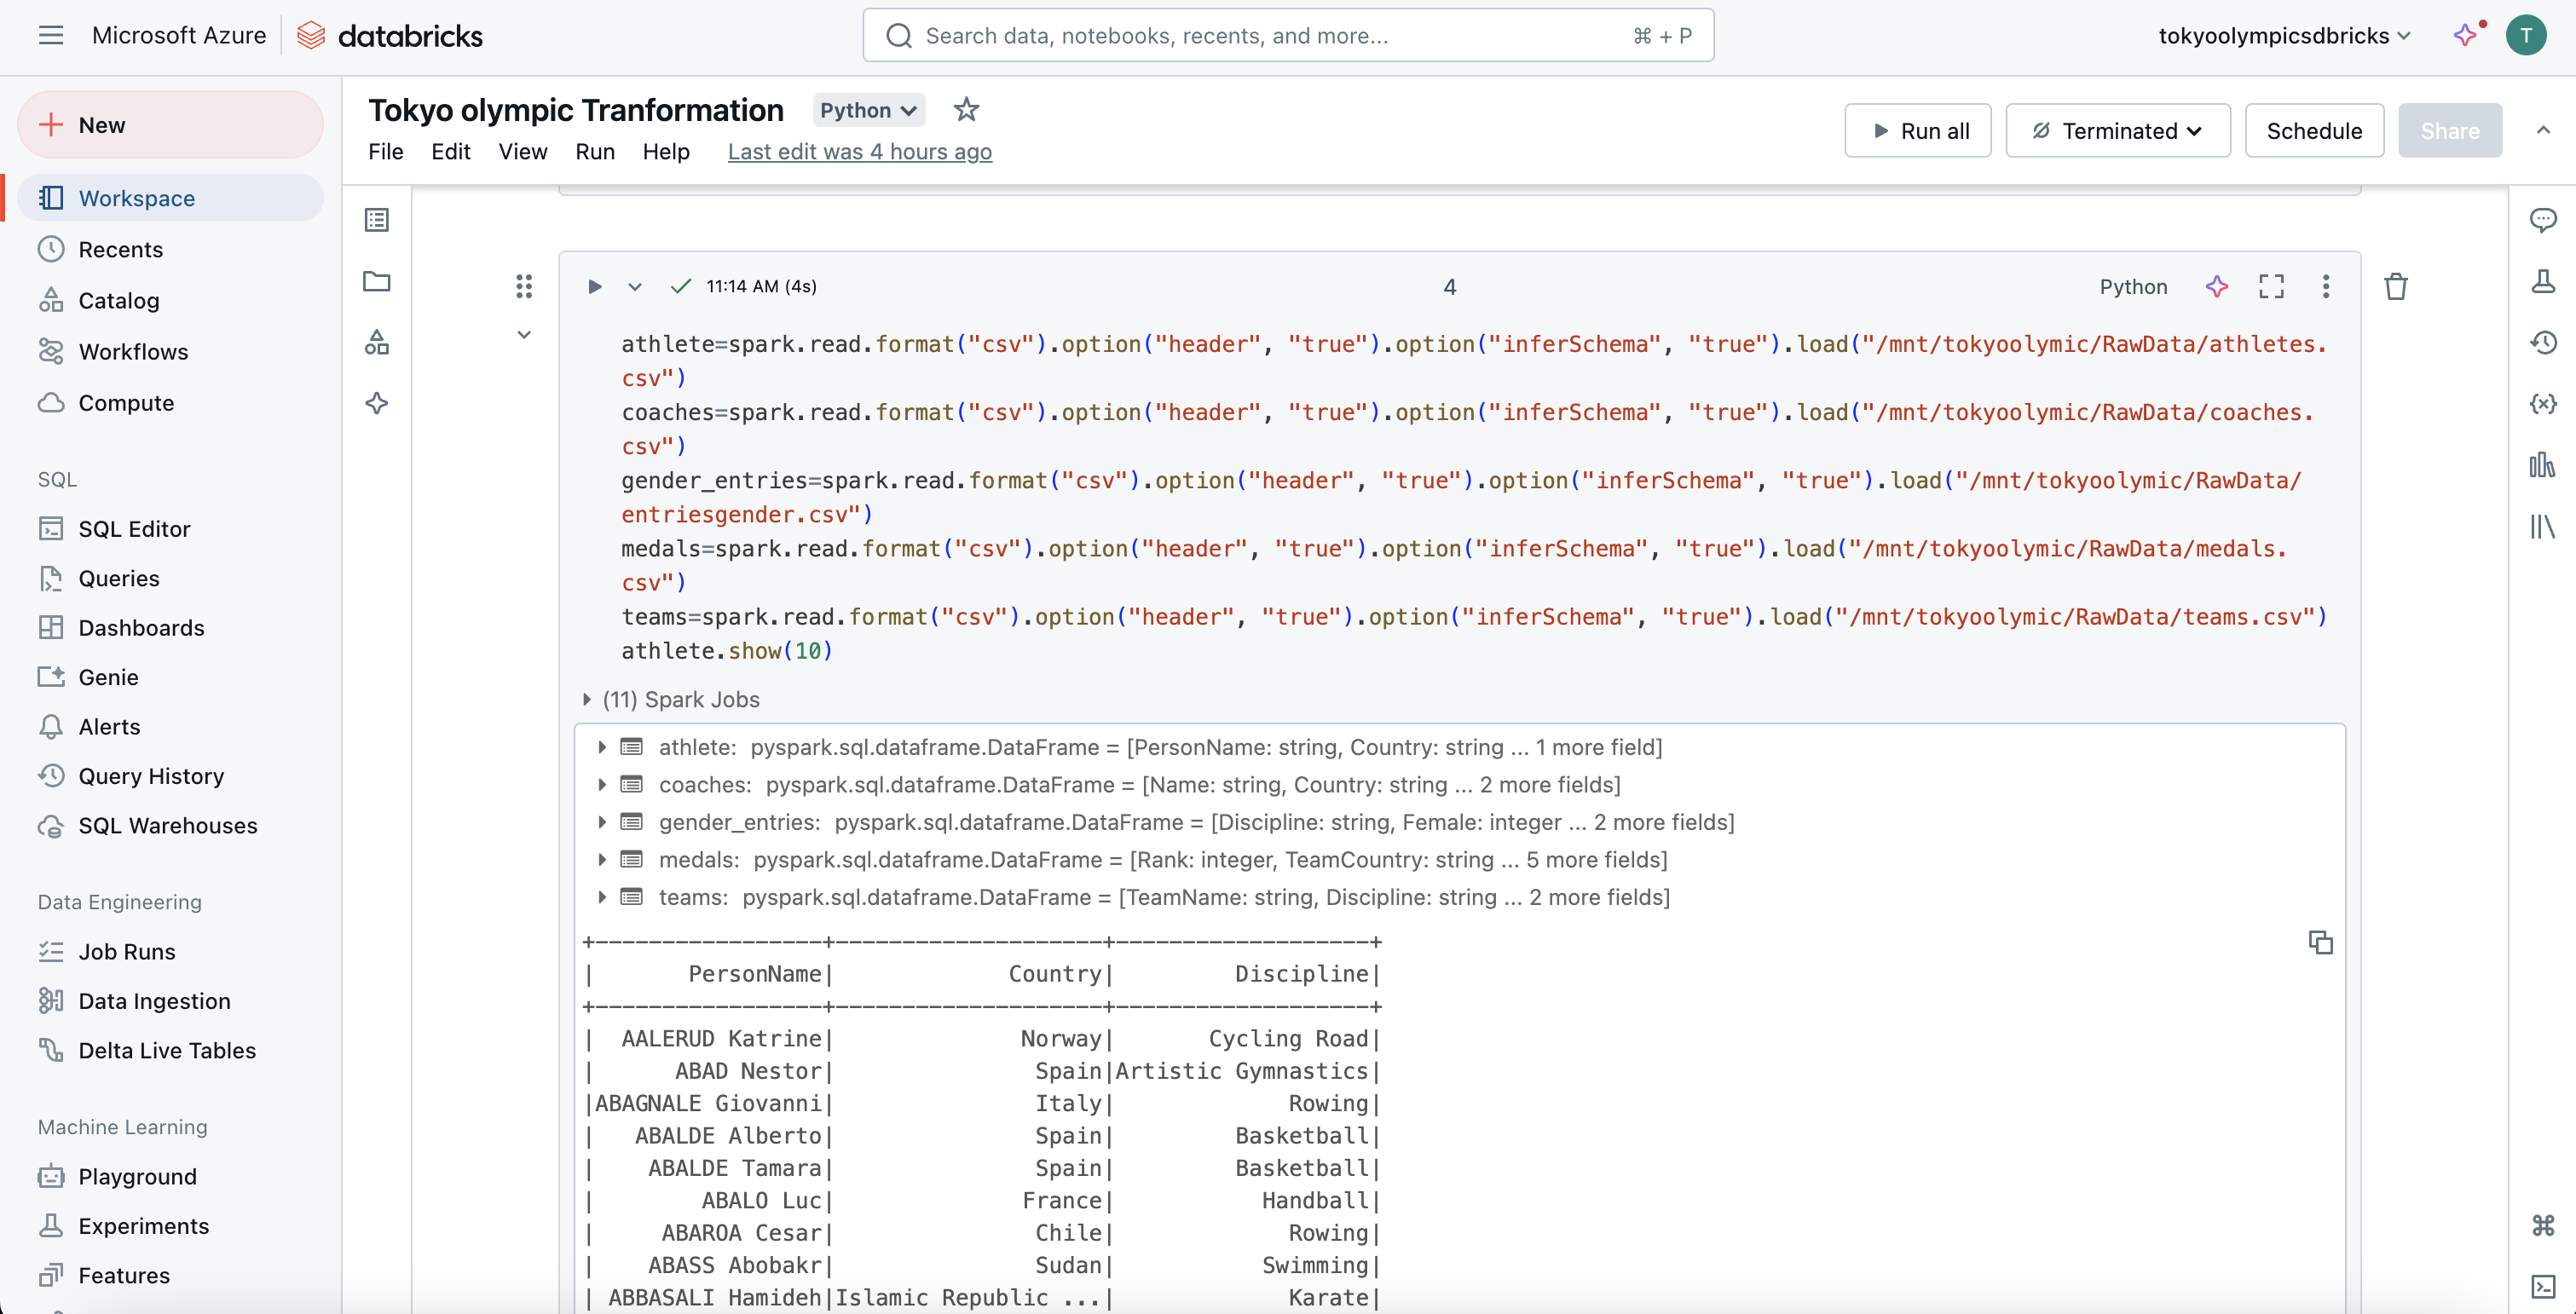 Microsoft Azure databricks
Search data, notebooks, recents, and more... ⌘ + P
tokyoolympicsdbricks
T
New
Workspace
Recents
Catalog
Workflows
Compute
SQL
SQL Editor
Queries
Dashboards
Genie
Alerts
Query History
SQL Warehouses
Data Engineering
Job Runs
Data Ingestion
Delta Live Tables
Machine Learning
Playground
Experiments
Features
Tokyo olympic Tranformation Python
File Edit View Run Help Last edit was 4 hours ago
Run all Terminated Schedule Share
11:14 AM (4s) 4 Python
athlete=spark.read.format("csv").option("header", "true").option("inferSchema", "true").load("/mnt/tokyoolymic/RawData/athletes.
csv")
coaches=spark.read.format("csv").option("header", "true").option("inferSchema", "true").load("/mnt/tokyoolymic/RawData/coaches.
csv")
gender_entries=spark.read.format("csv").option("header", "true").option("inferSchema", "true").load("/mnt/tokyoolymic/RawData/
entriesgender.csv")
medals=spark.read.format("csv").option("header", "true").option("inferSchema", "true").load("/mnt/tokyoolymic/RawData/medals.
csv")
teams=spark.read.format("csv").option("header", "true").option("inferSchema", "true").load("/mnt/tokyoolymic/RawData/teams.csv")
athlete.show(10)
(11) Spark Jobs
athlete: pyspark.sql.dataframe.DataFrame = [PersonName: string, Country: string ... 1 more field]
coaches: pyspark.sql.dataframe.DataFrame = [Name: string, Country: string ... 2 more fields]
gender_entries: pyspark.sql.dataframe.DataFrame = [Discipline: string, Female: integer ... 2 more fields]
medals: pyspark.sql.dataframe.DataFrame = [Rank: integer, TeamCountry: string ... 5 more fields]
teams: pyspark.sql.dataframe.DataFrame = [TeamName: string, Discipline: string ... 2 more fields]
+-----------------+--------------------+-------------------+
|       PersonName|             Country|         Discipline|
+-----------------+--------------------+-------------------+
|  AALERUD Katrine|              Norway|       Cycling Road|
|      ABAD Nestor|               Spain|Artistic Gymnastics|
|ABAGNALE Giovanni|               Italy|             Rowing|
|   ABALDE Alberto|               Spain|         Basketball|
|    ABALDE Tamara|               Spain|         Basketball|
|        ABALO Luc|              France|           Handball|
|     ABAROA Cesar|               Chile|             Rowing|
|    ABASS Abobakr|               Sudan|           Swimming|
| ABBASALI Hamideh|Islamic Republic ...|             Karate|